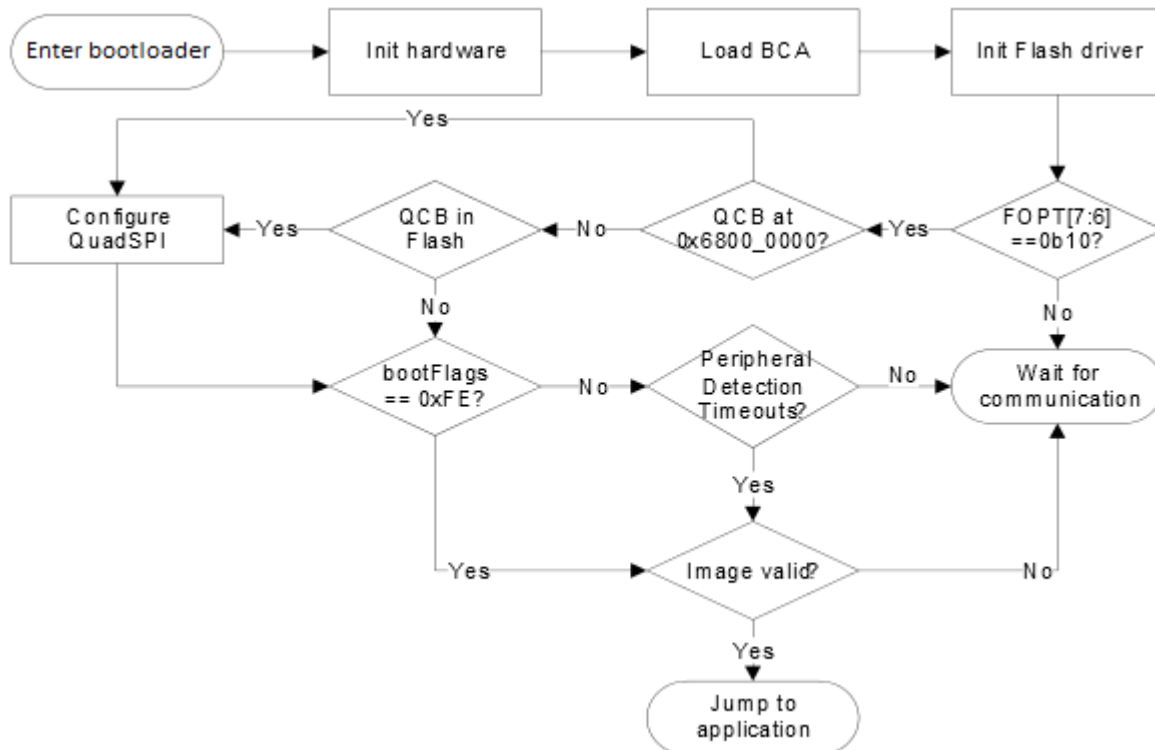 Enter bootloader
Init hardware
Load BCA
Init Flash driver
Yes
Configure
QuadSPI
Yes
QCB in
Flash
No
QCB at
0x6800_0000?
Yes
FOPT[7:6]
==0b10?
No
No
bootFlags
== 0xFE?
No
Peripheral
Detection
Timeouts?
No
Wait for
communication
Yes
Yes
Image valid?
No
Yes
Jump to
application